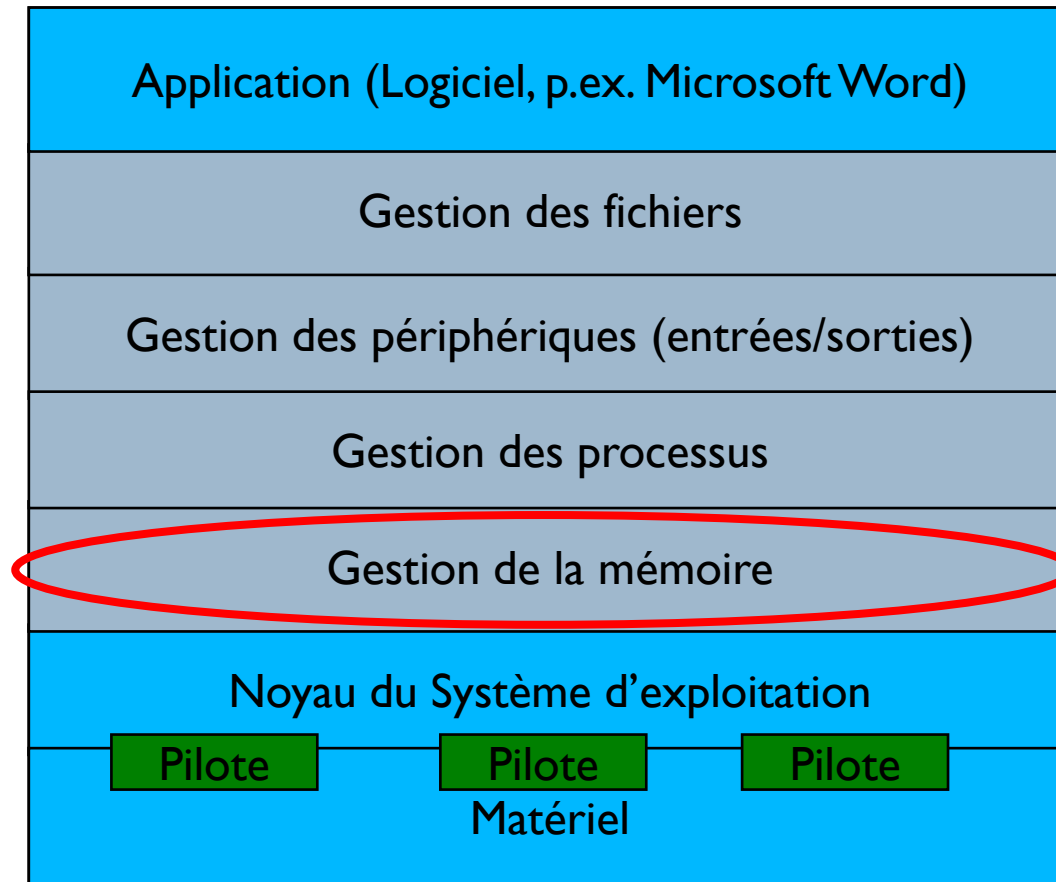 Application (Logiciel, p.ex. Microsoft Word)
Gestion des fichiers
Gestion des périphériques (entrées/sorties)
Gestion des processus
Gestion de la mémoire
Noyau du Système d’exploitation
Pilote Pilote Pilote
Matériel